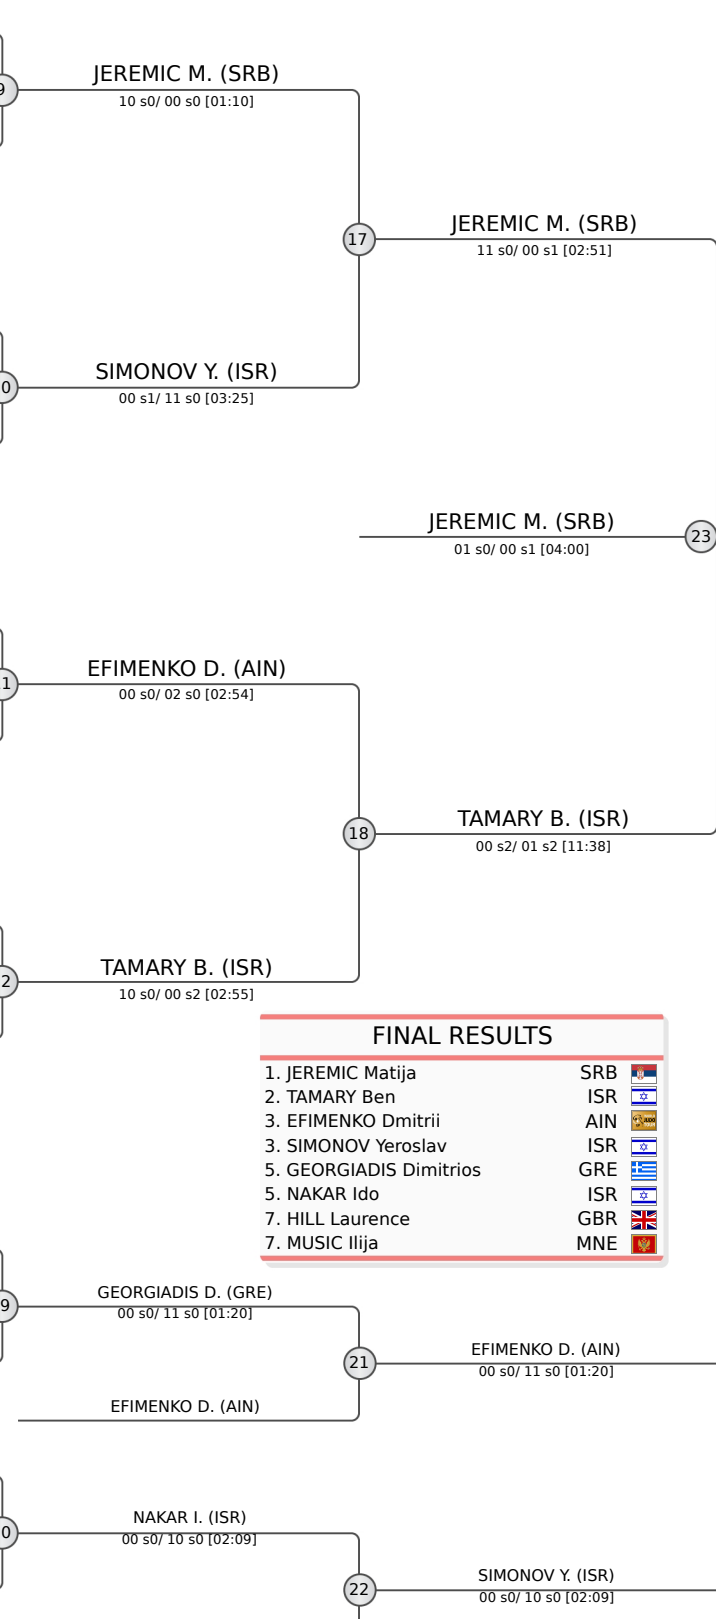 9
JEREMIC M. (SRB)
10 s0/ 00 s0 [01:10]
JEREMIC M. (SRB)
17
11 s0/ 00 s1 [02:51]
SIMONOV Y. (ISR)
0
00 s1/ 11 s0 [03:25]
JEREMIC M. (SRB)
23
01 s0/ 00 s1 [04:00]
EFIMENKO D. (AIN)
1
00 s0/ 02 s0 [02:54]
TAMARY B. (ISR)
18
00 s2/ 01 s2 [11:38]
TAMARY B. (ISR)
2
10 s0/ 00 s2 [02:55]
FINAL RESULTS
1. JEREMIC Matija SRB
2. TAMARY Ben ISR
3. EFIMENKO Dmitrii AIN
3. SIMONOV Yeroslav ISR
5. GEORGIADIS Dimitrios GRE
5. NAKAR Ido ISR
7. HILL Laurence GBR
7. MUSIC Ilija MNE
GEORGIADIS D. (GRE)
9
00 s0/ 11 s0 [01:20]
EFIMENKO D. (AIN)
21
00 s0/ 11 s0 [01:20]
EFIMENKO D. (AIN)
NAKAR I. (ISR)
0
00 s0/ 10 s0 [02:09]
SIMONOV Y. (ISR)
22
00 s0/ 10 s0 [02:09]